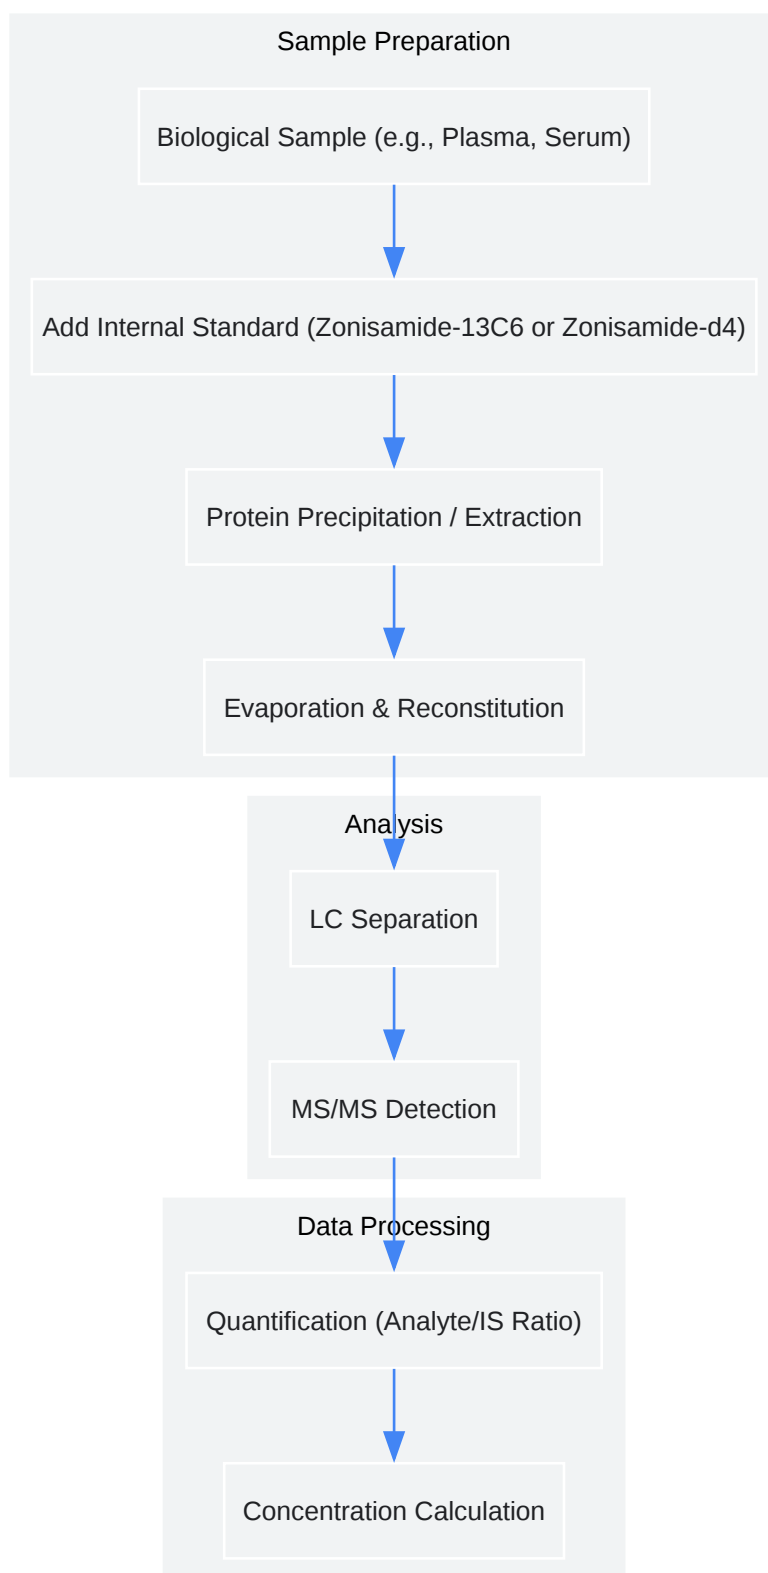 Sample Preparation
Biological Sample (e.g., Plasma, Serum)
Add Internal Standard (Zonisamide-13C6 or Zonisamide-d4)
Protein Precipitation / Extraction
Evaporation & Reconstitution
Analysis
LC Separation
MS/MS Detection
Data Processing
Quantification (Analyte/IS Ratio)
Concentration Calculation